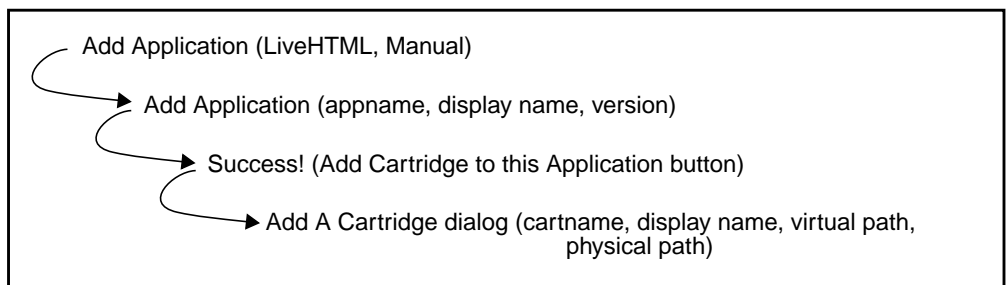 Add Application (LiveHTML, Manual)
Add Application (appname, display name, version)
Success! (Add Cartridge to this Application button)
Add A Cartridge dialog (cartname, display name, virtual path,
physical path)